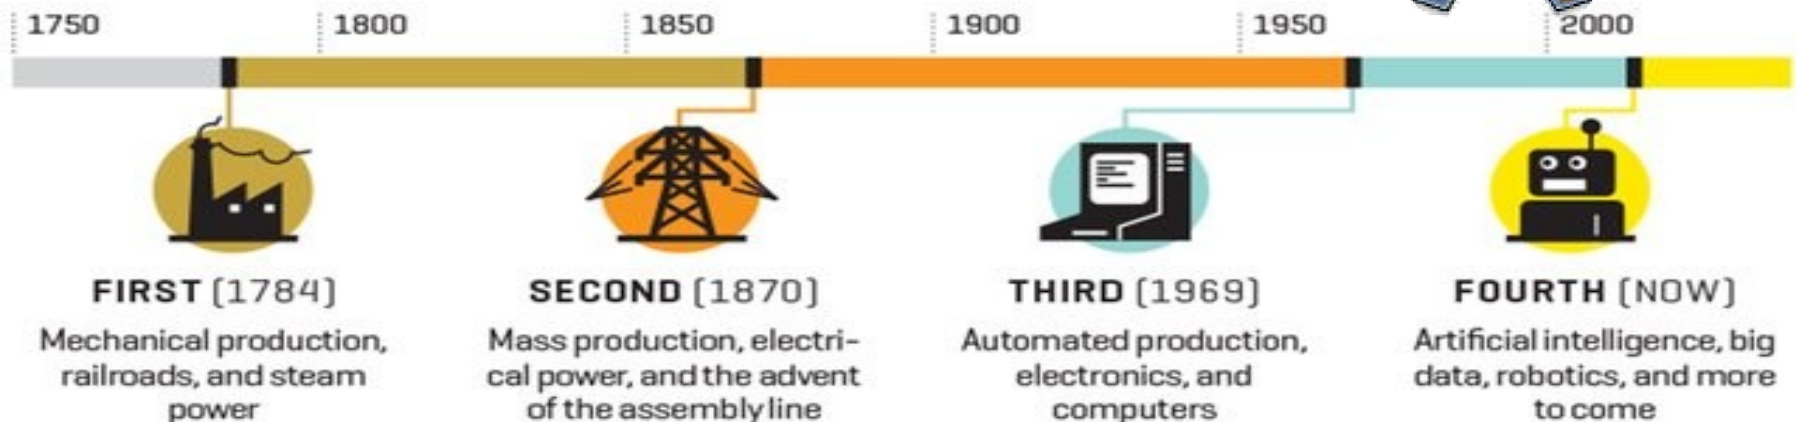 1750 1800 1850 1900 1950 2000
FIRST (1784)
Mechanical production,
railroads, and steam
power
SECOND (1870)
Mass production, electri-
cal power, and the advent
of the assembly line
THIRD (1969)
Automated production,
electronics, and
computers
FOURTH (NOW)
Artificial intelligence, big
data, robotics, and more
to come